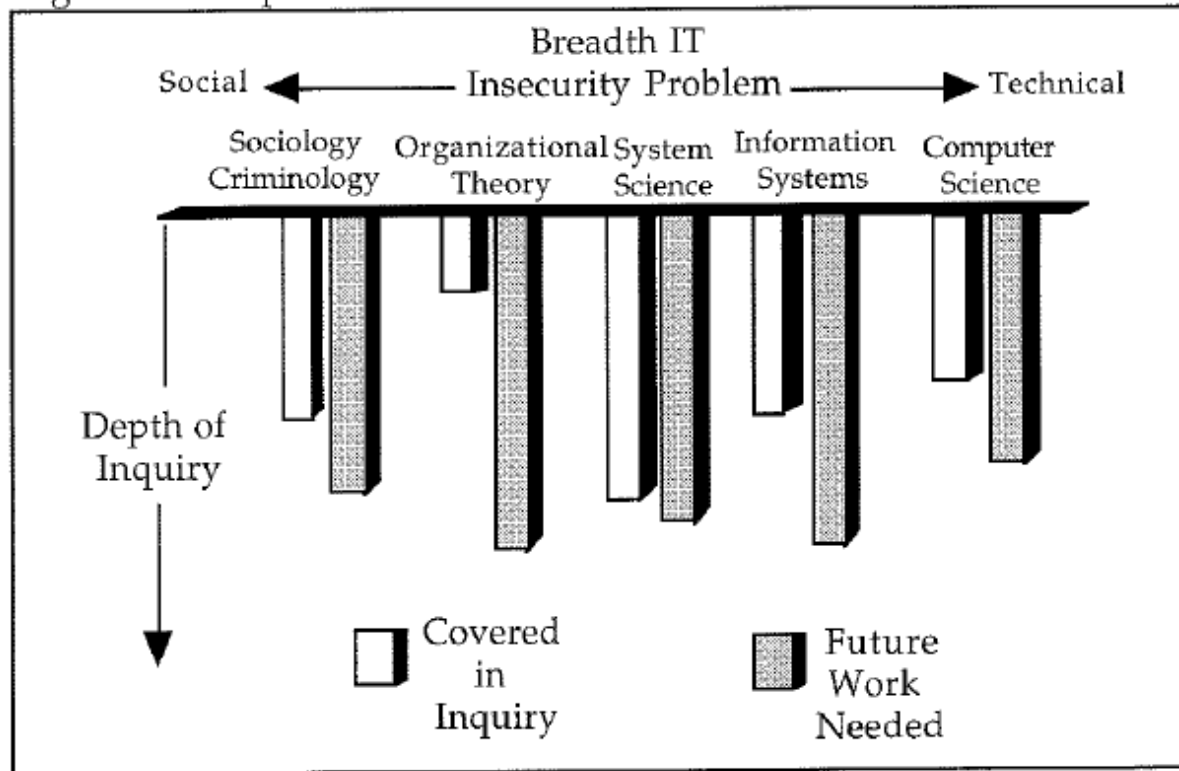 Breadth IT
Social Insecurity Problem Technical
Sociology Criminology
Organizational Theory
System Science
Information Systems
Computer Science
Depth of
Inquiry
Covered
in
Inquiry
Future
Work
Needed